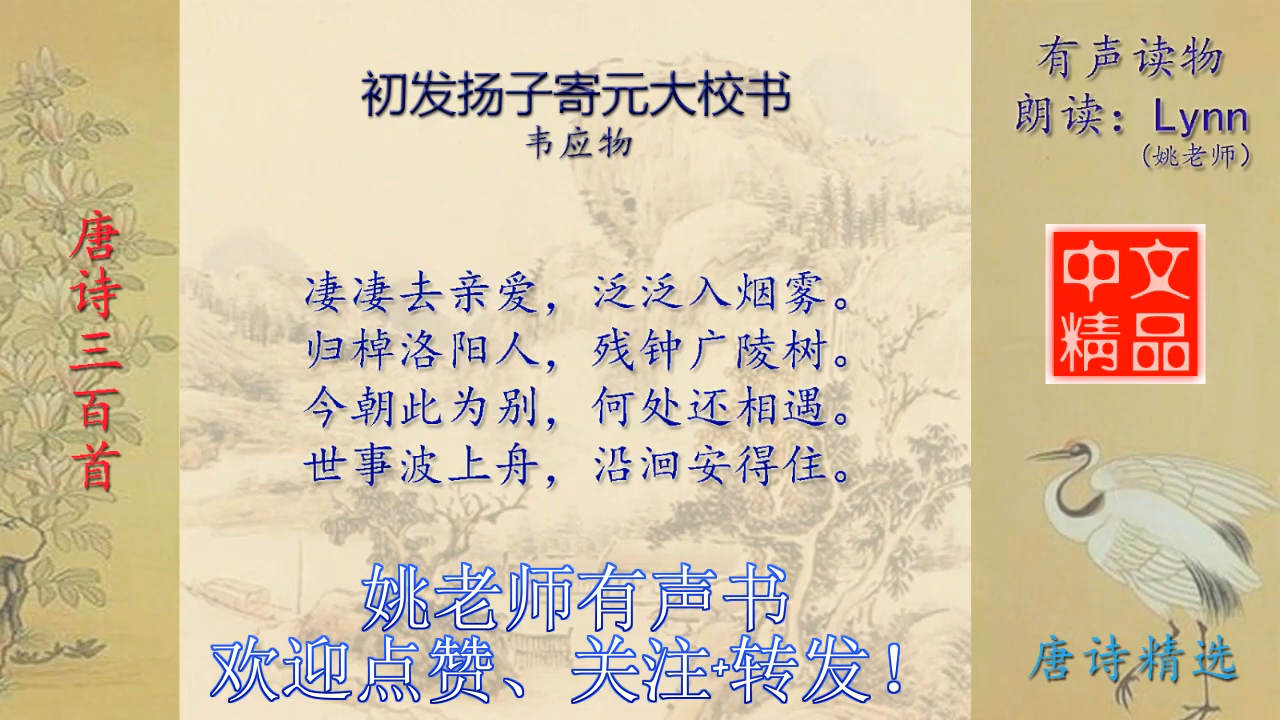 初发扬子寄元大校书
韦应物
凄凄去亲爱，泛泛入烟雾。
归棹洛阳人，残钟广陵树。
今朝此为别，何处还相遇。
世事波上舟，沿洄安得住。
姚老师有声书
欢迎点赞、关注+转发！
唐诗三百首
有声读物
朗读：Lynn
（姚老师）
中文
精品
唐诗精选